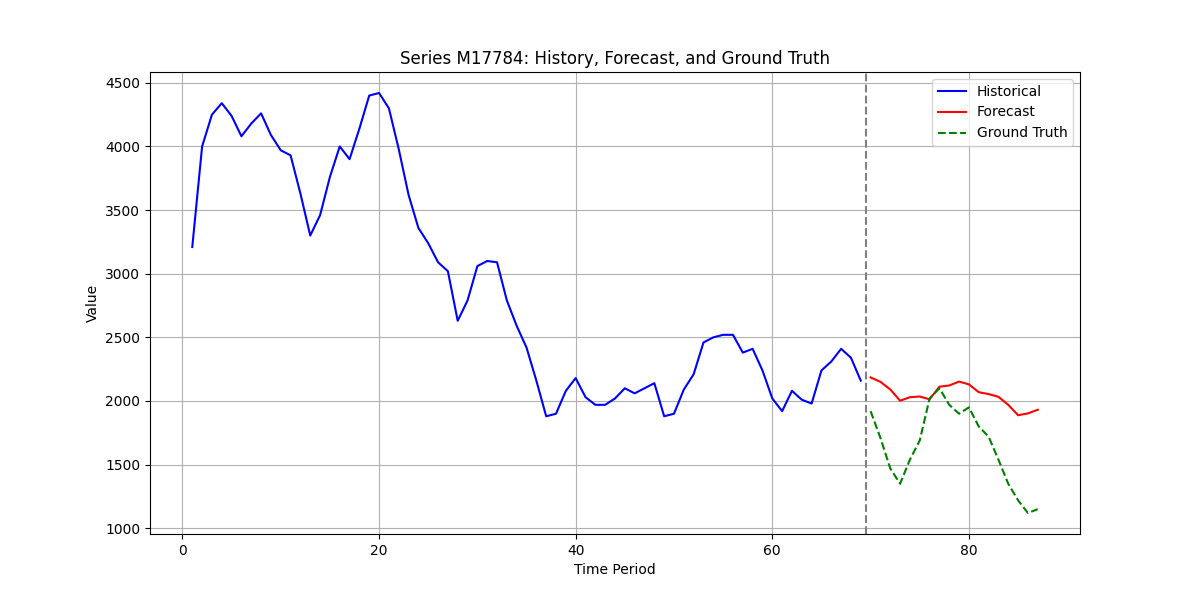 Series M17784: History, Forecast, and Ground Truth
4500
4000
3500
3000
2500
2000
1500
1000
Value
0
20
40
60
80
Time Period
Historical
Forecast
Ground Truth